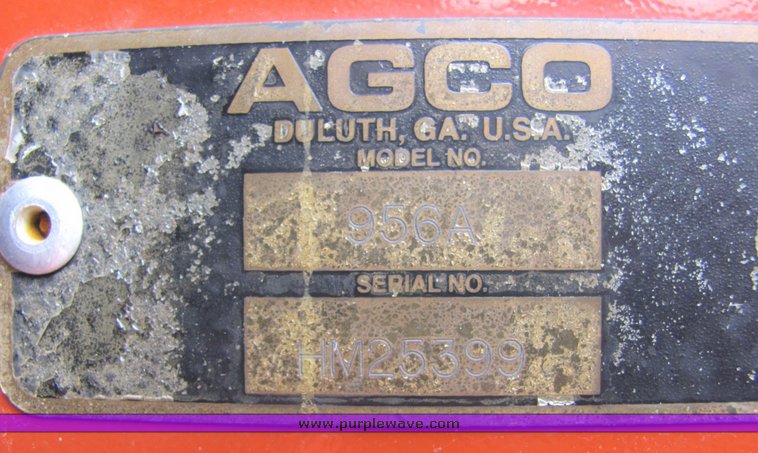 AGCO
DULUTH, GA. U.S.A.
MODEL NO.
956A
SERIAL NO.
HM25399
www.purplewave.com